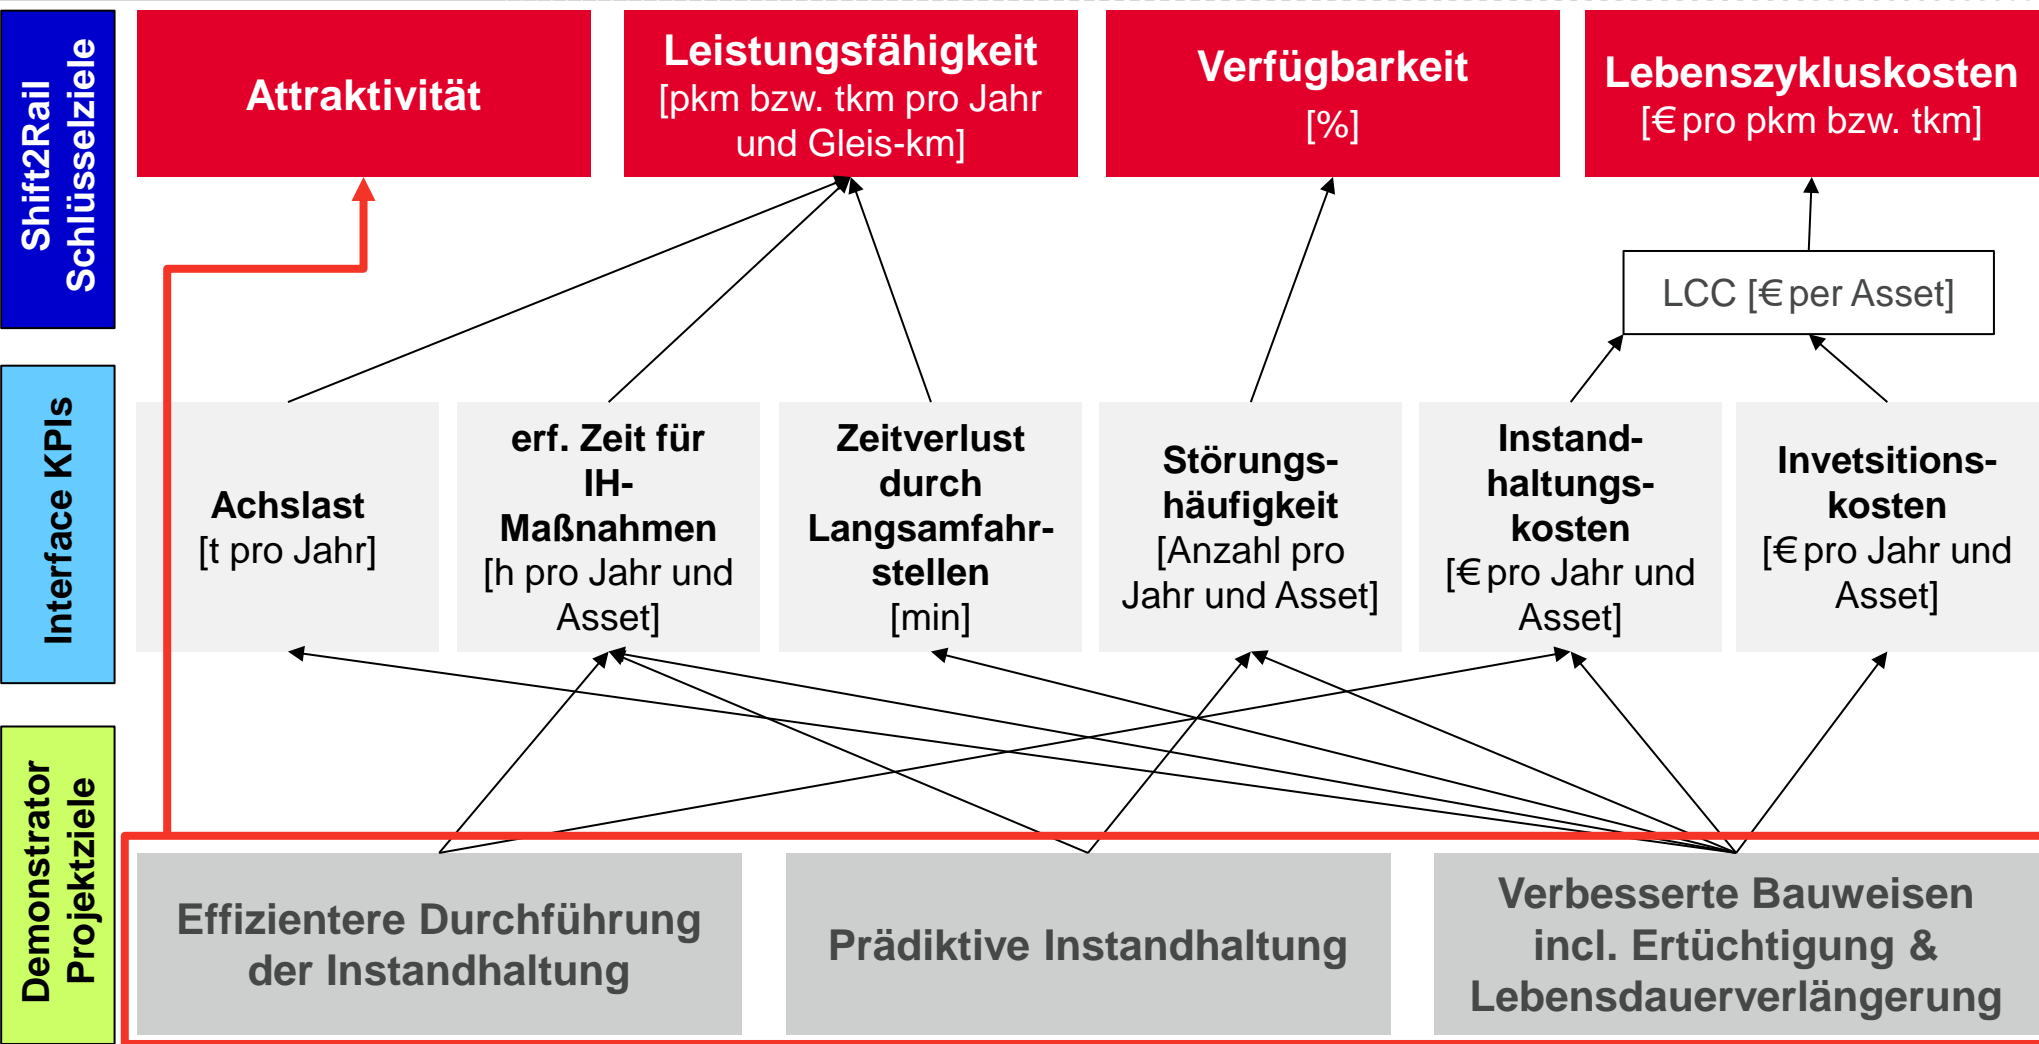 Shift2Rail
Schlüsselziele
Attraktivität
Leistungsfähigkeit
[pkm bzw. tkm pro Jahr
und Gleis-km]
Verfügbarkeit
[%]
Lebenszykluskosten
[€ pro pkm bzw. tkm]
LCC [€ per Asset]
Interface KPIs
Achslast
[t pro Jahr]
erf. Zeit für
IH-
Maßnahmen
[h pro Jahr und
Asset]
Zeitverlust
durch
Langsamfahr-
stellen
[min]
Störungs-
häufigkeit
[Anzahl pro
Jahr und Asset]
Instand-
haltungs-
kosten
[€ pro Jahr und
Asset]
Invetsitions-
kosten
[€ pro Jahr und
Asset]
Demonstrator
Projektziele
Effizientere Durchführung
der Instandhaltung
Prädiktive Instandhaltung
Verbesserte Bauweisen
incl. Ertüchtigung &
Lebensdauerverlängerung